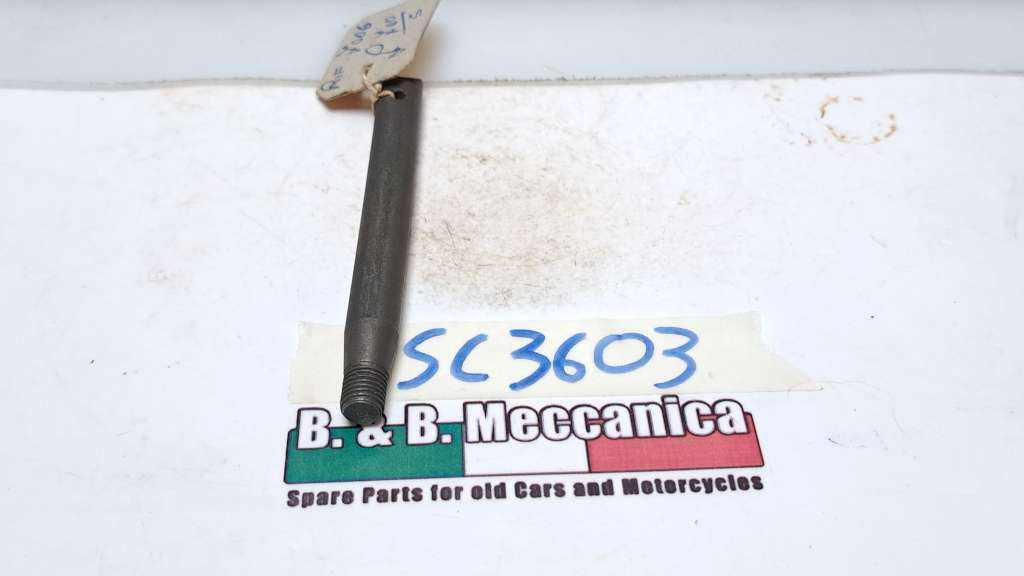 SC3603
B. & B. Meccanica
Spare Parts for old Cars and Motorcycles